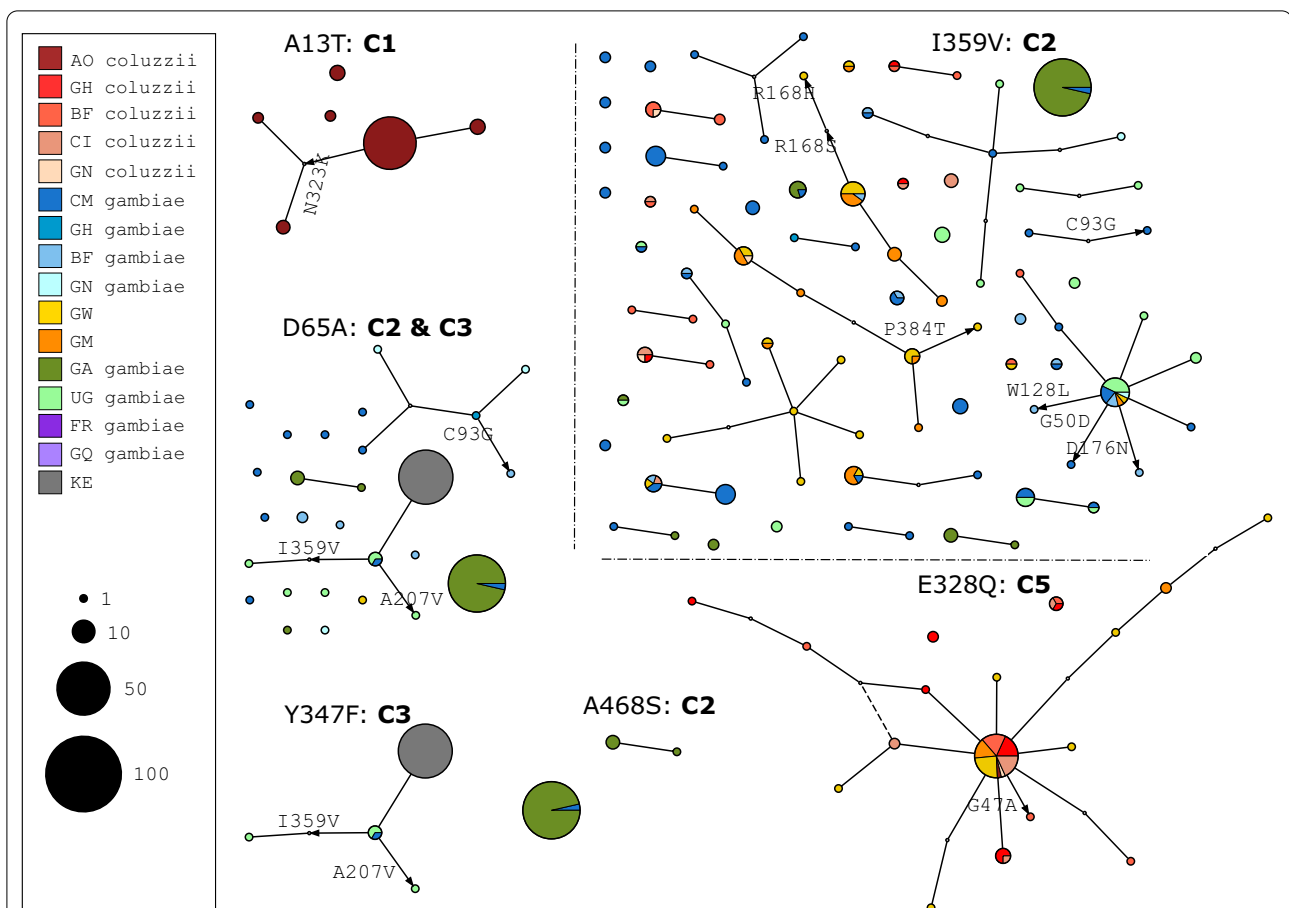 AO coluzzii
GH coluzzii
BF coluzzii
CI coluzzii
GN coluzzii
CM gambiae
GH gambiae
BF gambiae
GN gambiae
GW
GM
GA gambiae
UG gambiae
FR gambiae
GQ gambiae
KE
1
10
50
100
A13T: C1
N323K
D65A: C2 & C3
C93G
I359V
A207V
Y347F: C3
I359V
A207V
A468S: C2
I359V: C2
R168H
R168S
C93G
P384T
W128L
G50D
D176N
E328Q: C5
G47A